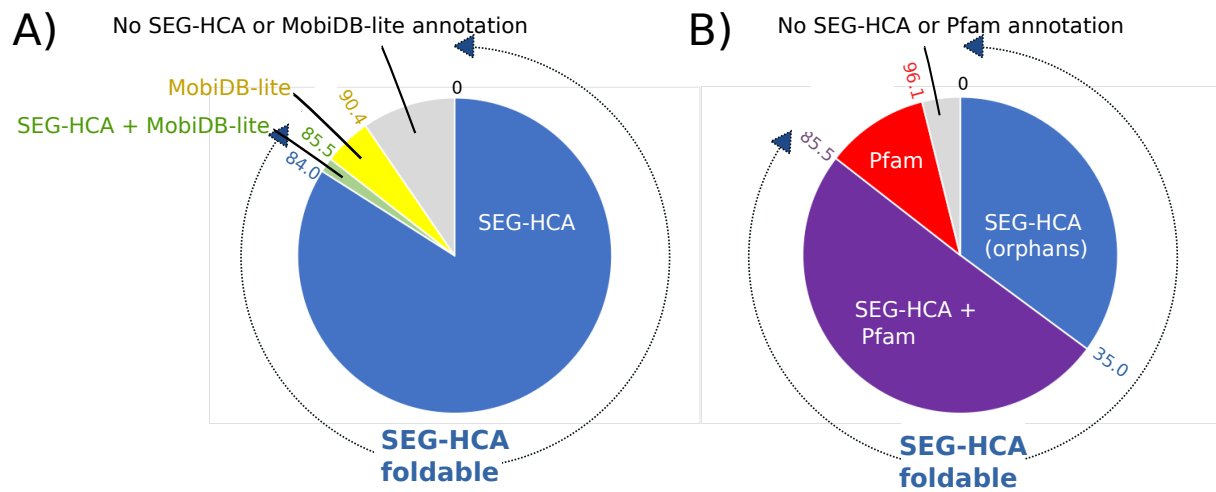 A)
No SEG-HCA or MobiDB-lite annotation
0
MobiDB-lite
90.4
SEG-HCA + MobiDB-lite
85.5
84.0
SEG-HCA
SEG-HCA
foldable
B)
No SEG-HCA or Pfam annotation
0
96.1
85.5
Pfam
SEG-HCA
(orphans)
SEG-HCA +
Pfam
35.0
SEG-HCA
foldable